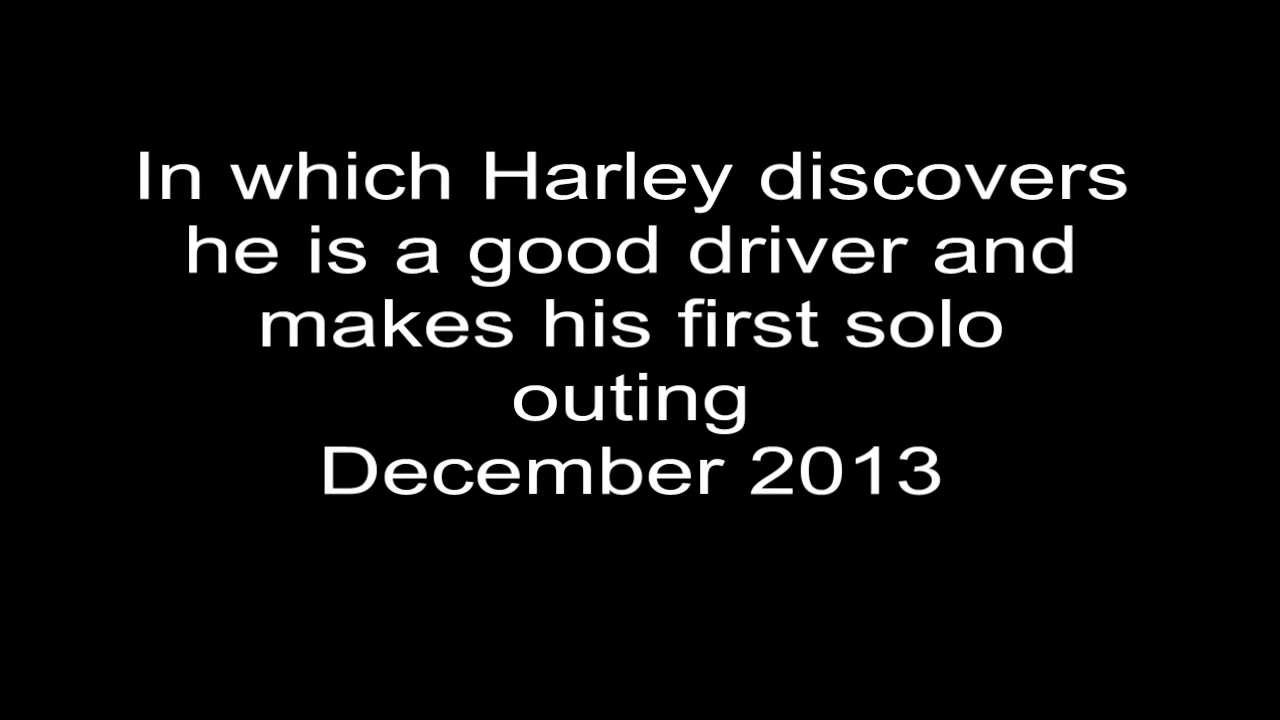 In which Harley discovers
he is a good driver and
makes his first solo
outing
December 2013